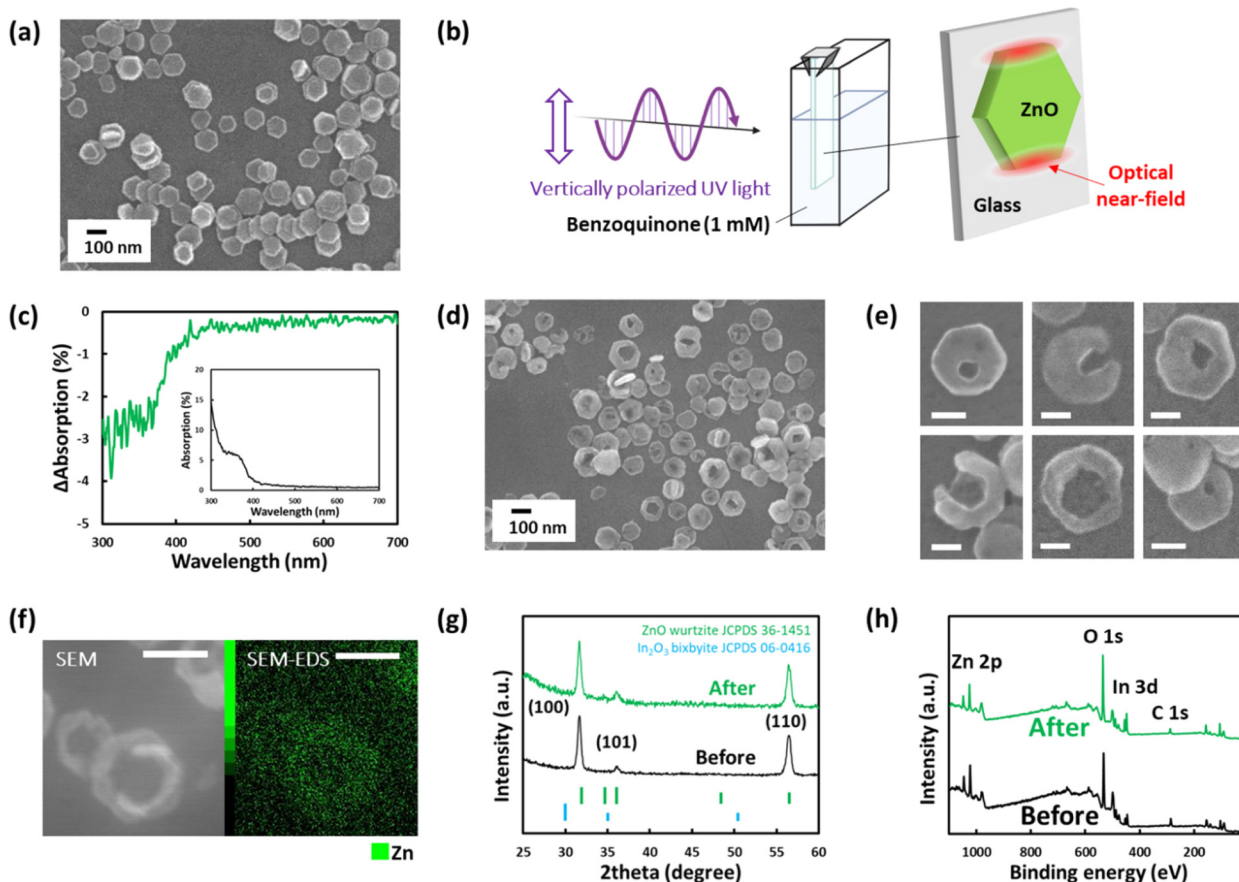 (a)
100 nm
(b)
Vertically polarized UV light
Benzoquinone (1 mM)
ZnO
Glass
Optical
near-field
(c)
ΔAbsorption (%)
0
-1
-2
-3
-4
-5
300
400
500
600
700
Wavelength (nm)
Absorption (%)
20
15
10
5
0
300
400
500
600
700
Wavelength (nm)
(d)
100 nm
(e)
(f)
SEM
SEM-EDS
Zn
(g)
Intensity (a.u.)
ZnO wurtzite JCPDS 36-1451
In₂O₃ bixbyite JCPDS 06-0416
After
(100)
(110)
(101)
Before
25
30
35
40
45
50
55
60
2theta (degree)
(h)
Intensity (a.u.)
O 1s
Zn 2p
In 3d
C 1s
After
Before
1000
800
600
400
200
Binding energy (eV)